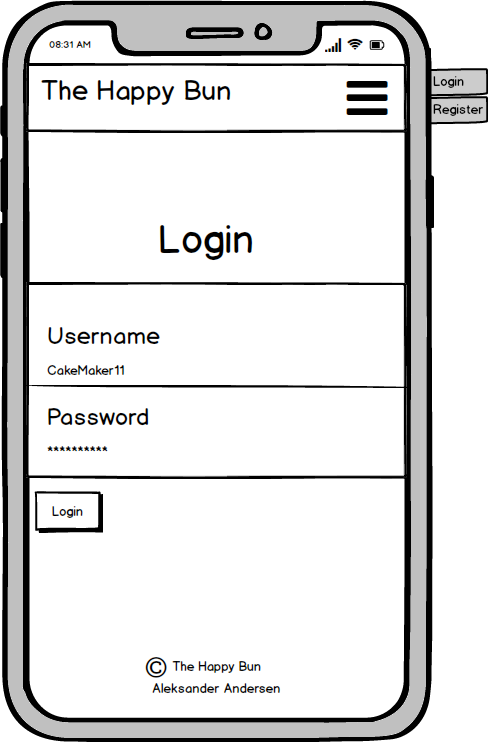 08:31 AM
The Happy Bun
Login
Register
Login
Username
CakeMaker11
Password
**********
Login
© The Happy Bun
Aleksander Andersen